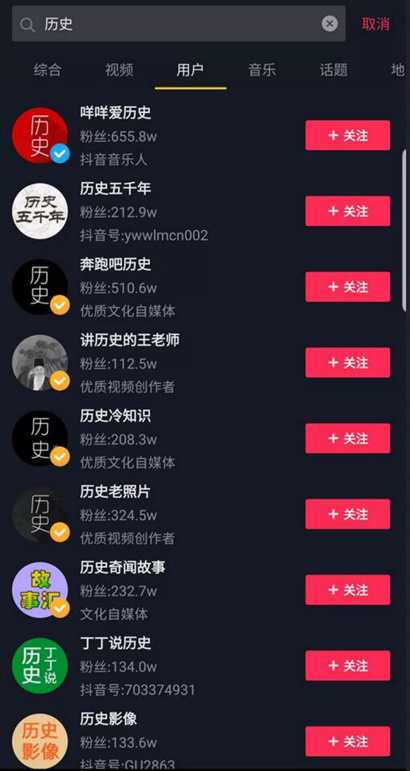 历史
取消
综合 视频 用户 音乐 话题 地
历史
咩咩爱历史
粉丝:655.8w
抖音音乐人
+ 关注
历史
五千年
历史五千年
粉丝:212.9w
抖音号:ywwlmcn002
+ 关注
历史
奔跑吧历史
粉丝:510.6w
优质文化自媒体
+ 关注
讲历史的王老师
粉丝:112.5w
优质视频创作者
+ 关注
历史
历史冷知识
粉丝:208.3w
优质文化自媒体
+ 关注
历史
历史老照片
粉丝:324.5w
优质视频创作者
+ 关注
故
事汇
历史奇闻故事
粉丝:232.7w
文化自媒体
+ 关注
历史
丁丁说
丁丁说历史
粉丝:134.0w
抖音号:703374931
+ 关注
历史
影像
历史影像
粉丝:133.6w
抖音号:GU2863
+ 关注